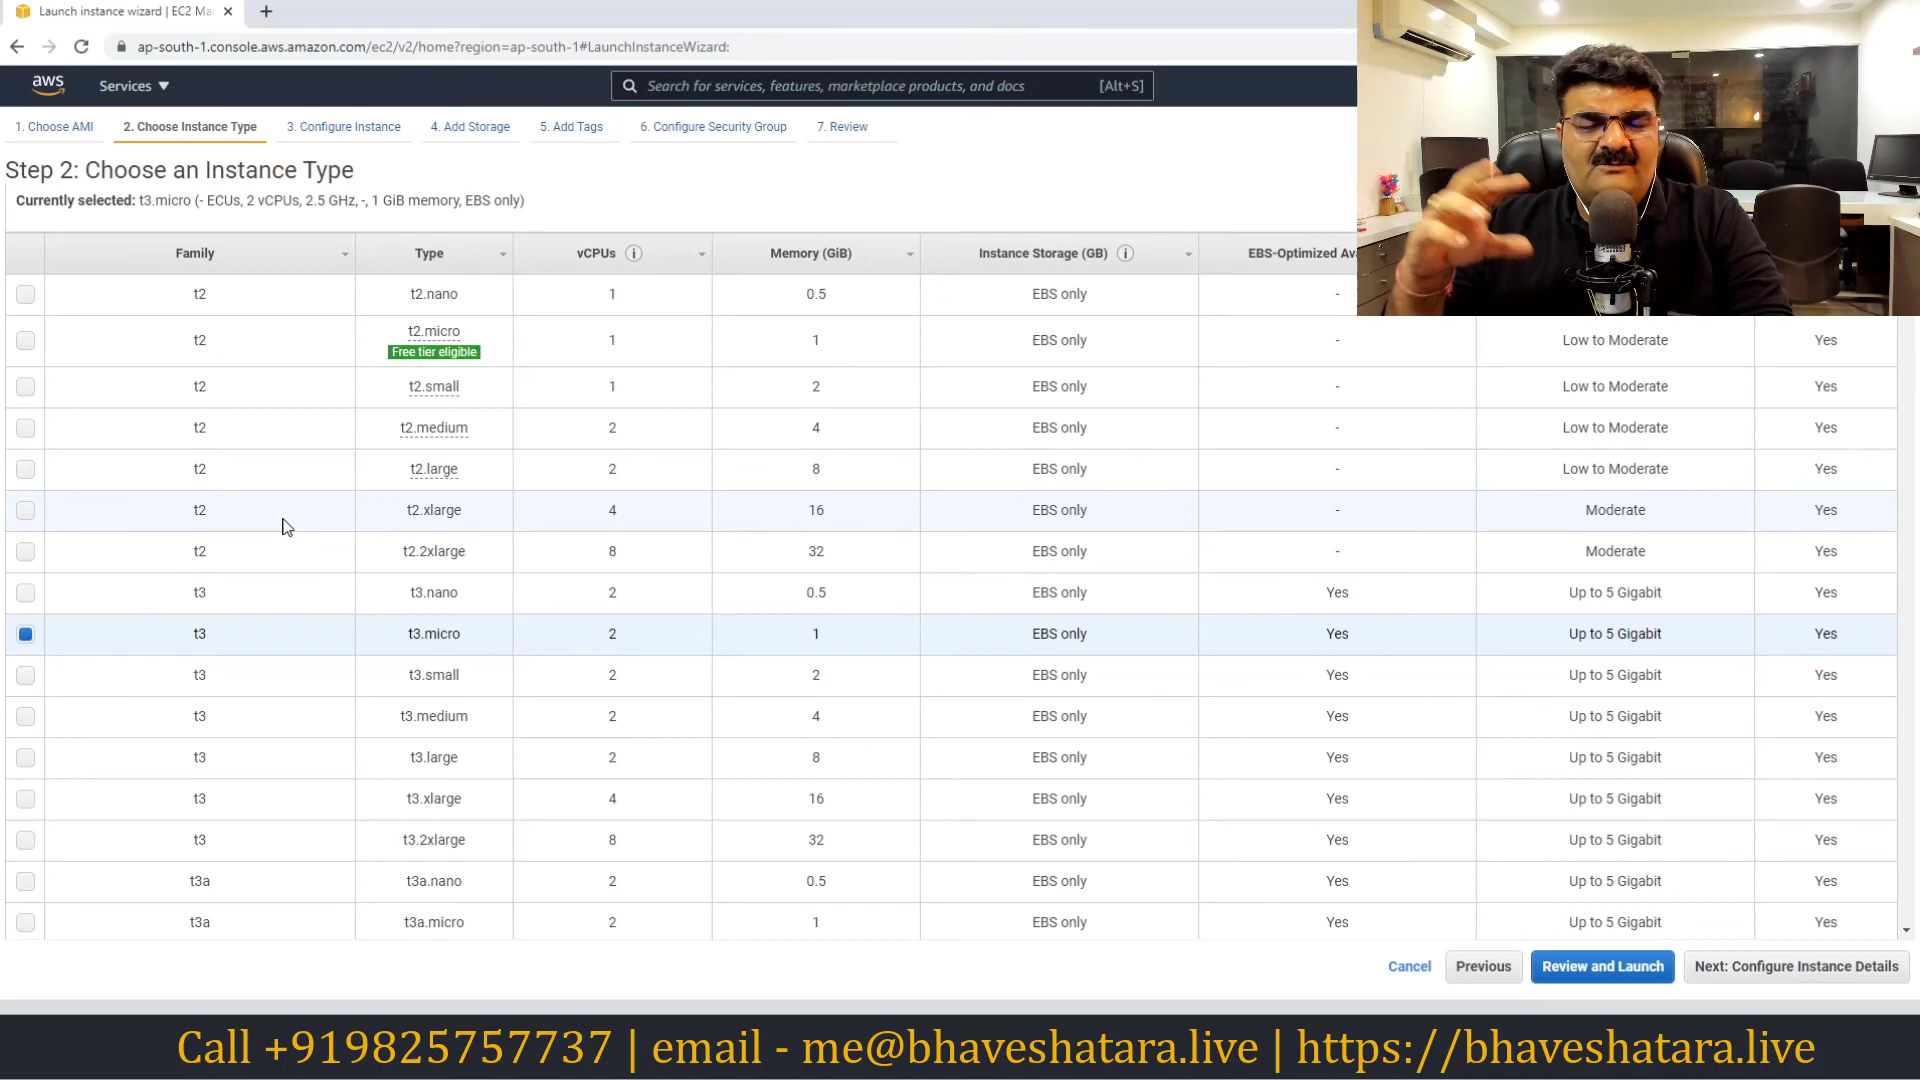 Launch instance wizard | EC2 Ma
ap-south-1.console.aws.amazon.com/ec2/v2/home?region=ap-south-1#LaunchInstanceWizard:
aws Services Search for services, features, marketplace products, and docs [Alt+S]
1. Choose AMI 2. Choose Instance Type 3. Configure Instance 4. Add Storage 5. Add Tags 6. Configure Security Group 7. Review
Step 2: Choose an Instance Type
Currently selected: t3.micro (- ECUs, 2 vCPUs, 2.5 GHz, -, 1 GiB memory, EBS only)
Family Type vCPUs Memory (GiB) Instance Storage (GB) EBS-Optimized Ava
t2 t2.nano 1 0.5 EBS only -
t2 t2.micro Free tier eligible 1 1 EBS only - Low to Moderate Yes
t2 t2.small 1 2 EBS only - Low to Moderate Yes
t2 t2.medium 2 4 EBS only - Low to Moderate Yes
t2 t2.large 2 8 EBS only - Low to Moderate Yes
t2 t2.xlarge 4 16 EBS only - Moderate Yes
t2 t2.2xlarge 8 32 EBS only - Moderate Yes
t3 t3.nano 2 0.5 EBS only Yes Up to 5 Gigabit Yes
t3 t3.micro 2 1 EBS only Yes Up to 5 Gigabit Yes
t3 t3.small 2 2 EBS only Yes Up to 5 Gigabit Yes
t3 t3.medium 2 4 EBS only Yes Up to 5 Gigabit Yes
t3 t3.large 2 8 EBS only Yes Up to 5 Gigabit Yes
t3 t3.xlarge 4 16 EBS only Yes Up to 5 Gigabit Yes
t3 t3.2xlarge 8 32 EBS only Yes Up to 5 Gigabit Yes
t3a t3a.nano 2 0.5 EBS only Yes Up to 5 Gigabit Yes
t3a t3a.micro 2 1 EBS only Yes Up to 5 Gigabit Yes
Cancel Previous Review and Launch Next: Configure Instance Details
Call +919825757737 | email - me@bhaveshatara.live | https://bhaveshatara.live